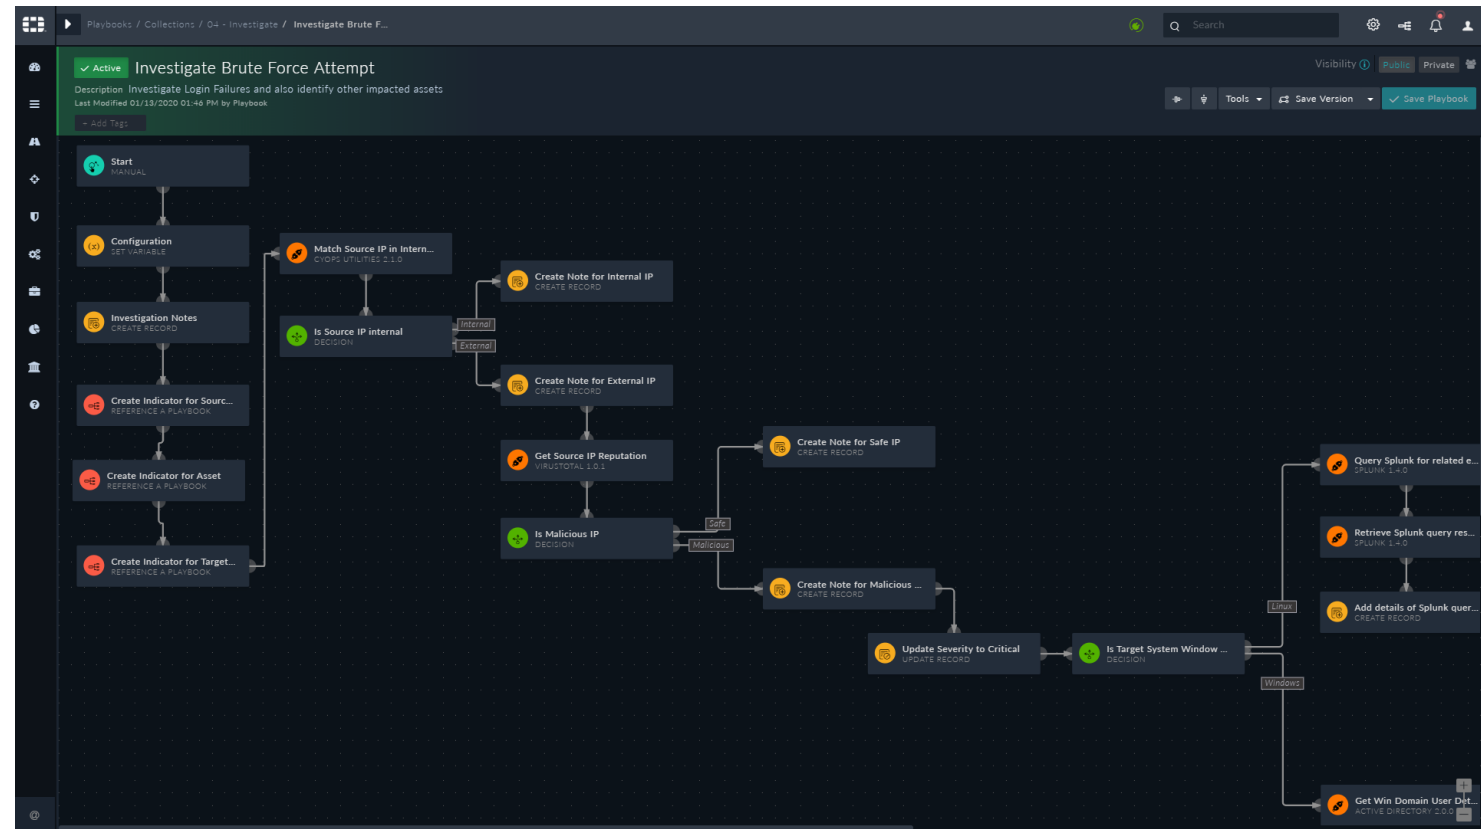 Playbooks / Collections / 04 - Investigate / Investigate Brute F...
Search
Active Investigate Brute Force Attempt
Description Investigate Login Failures and also identify other impacted assets
Last Modified 01/13/2020 01:46 PM by Playbook
+ Add Tags
Visibility Public Private
Tools Save Version Save Playbook
Start
MANUAL
Configuration
SET VARIABLE
Investigation Notes
CREATE RECORD
Create Indicator for Sourc...
REFERENCE A PLAYBOOK
Create Indicator for Asset
REFERENCE A PLAYBOOK
Create Indicator for Target...
REFERENCE A PLAYBOOK
Match Source IP in Intern...
CYOPS UTILITIES 2.1.0
Is Source IP internal
DECISION
Internal
External
Create Note for Internal IP
CREATE RECORD
Create Note for External IP
CREATE RECORD
Get Source IP Reputation
VIRUSTOTAL 1.0.1
Is Malicious IP
DECISION
Safe
Malicious
Create Note for Safe IP
CREATE RECORD
Create Note for Malicious ...
CREATE RECORD
Update Severity to Critical
UPDATE RECORD
Is Target System Window ...
DECISION
Linux
Windows
Query Splunk for related e...
SPLUNK 1.4.0
Retrieve Splunk query res...
SPLUNK 1.4.0
Add details of Splunk quer...
CREATE RECORD
Get Win Domain User Det...
ACTIVE DIRECTORY 2.0.0